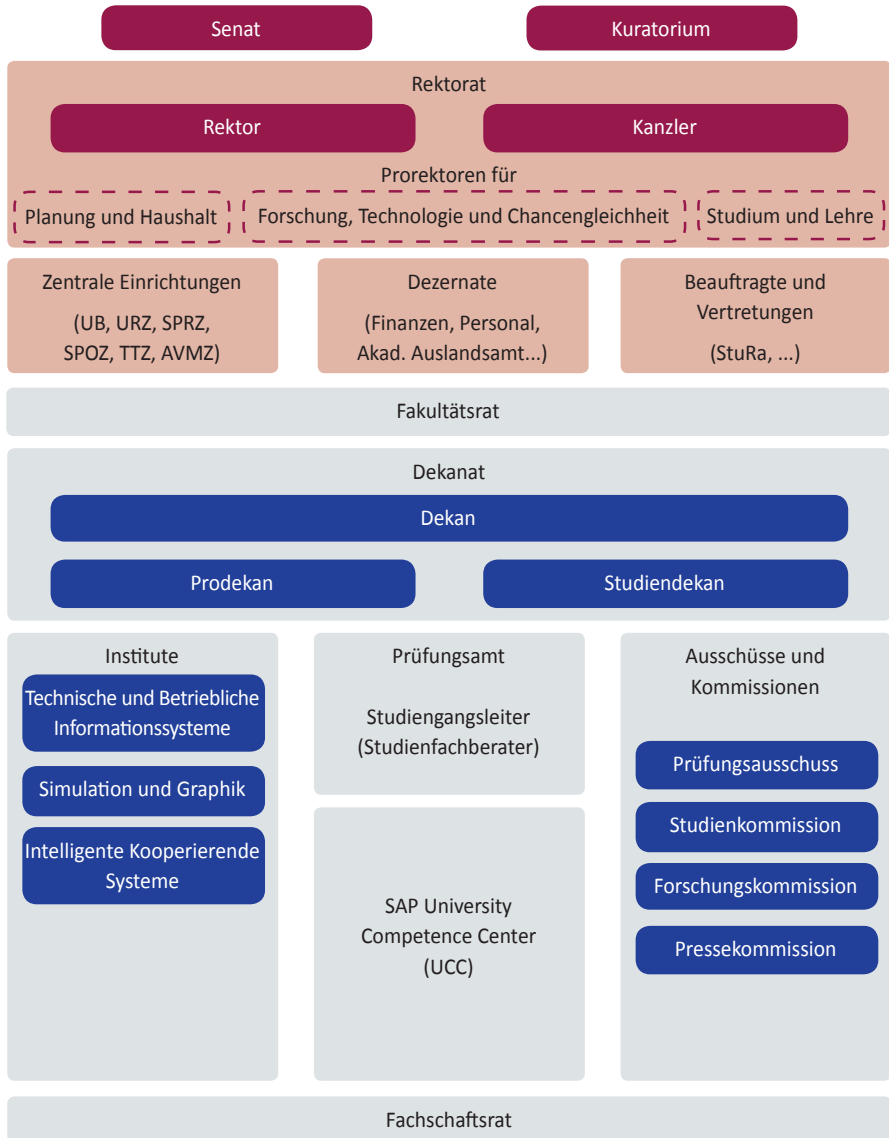 Senat
Kuratorium
Rektorat
Rektor
Kanzler
Prorektoren für
Planung und Haushalt
Forschung, Technologie und Chancengleichheit
Studium und Lehre
Zentrale Einrichtungen
(UB, URZ, SPRZ,
SPOZ, TTZ, AVMZ)
Dezernate
(Finanzen, Personal,
Akad. Auslandsamt...)
Beauftragte und
Vertretungen
(StuRa, ...)
Fakultätsrat
Dekanat
Dekan
Prodekan
Studiendekan
Institute
Technische und Betriebliche
Informationssysteme
Simulation und Graphik
Intelligente Kooperierende
Systeme
Prüfungsamt
Studiengangsleiter
(Studienfachberater)
SAP University
Competence Center
(UCC)
Ausschüsse und
Kommissionen
Prüfungsausschuss
Studienkommission
Forschungskommission
Pressekommission
Fachschaftsrat